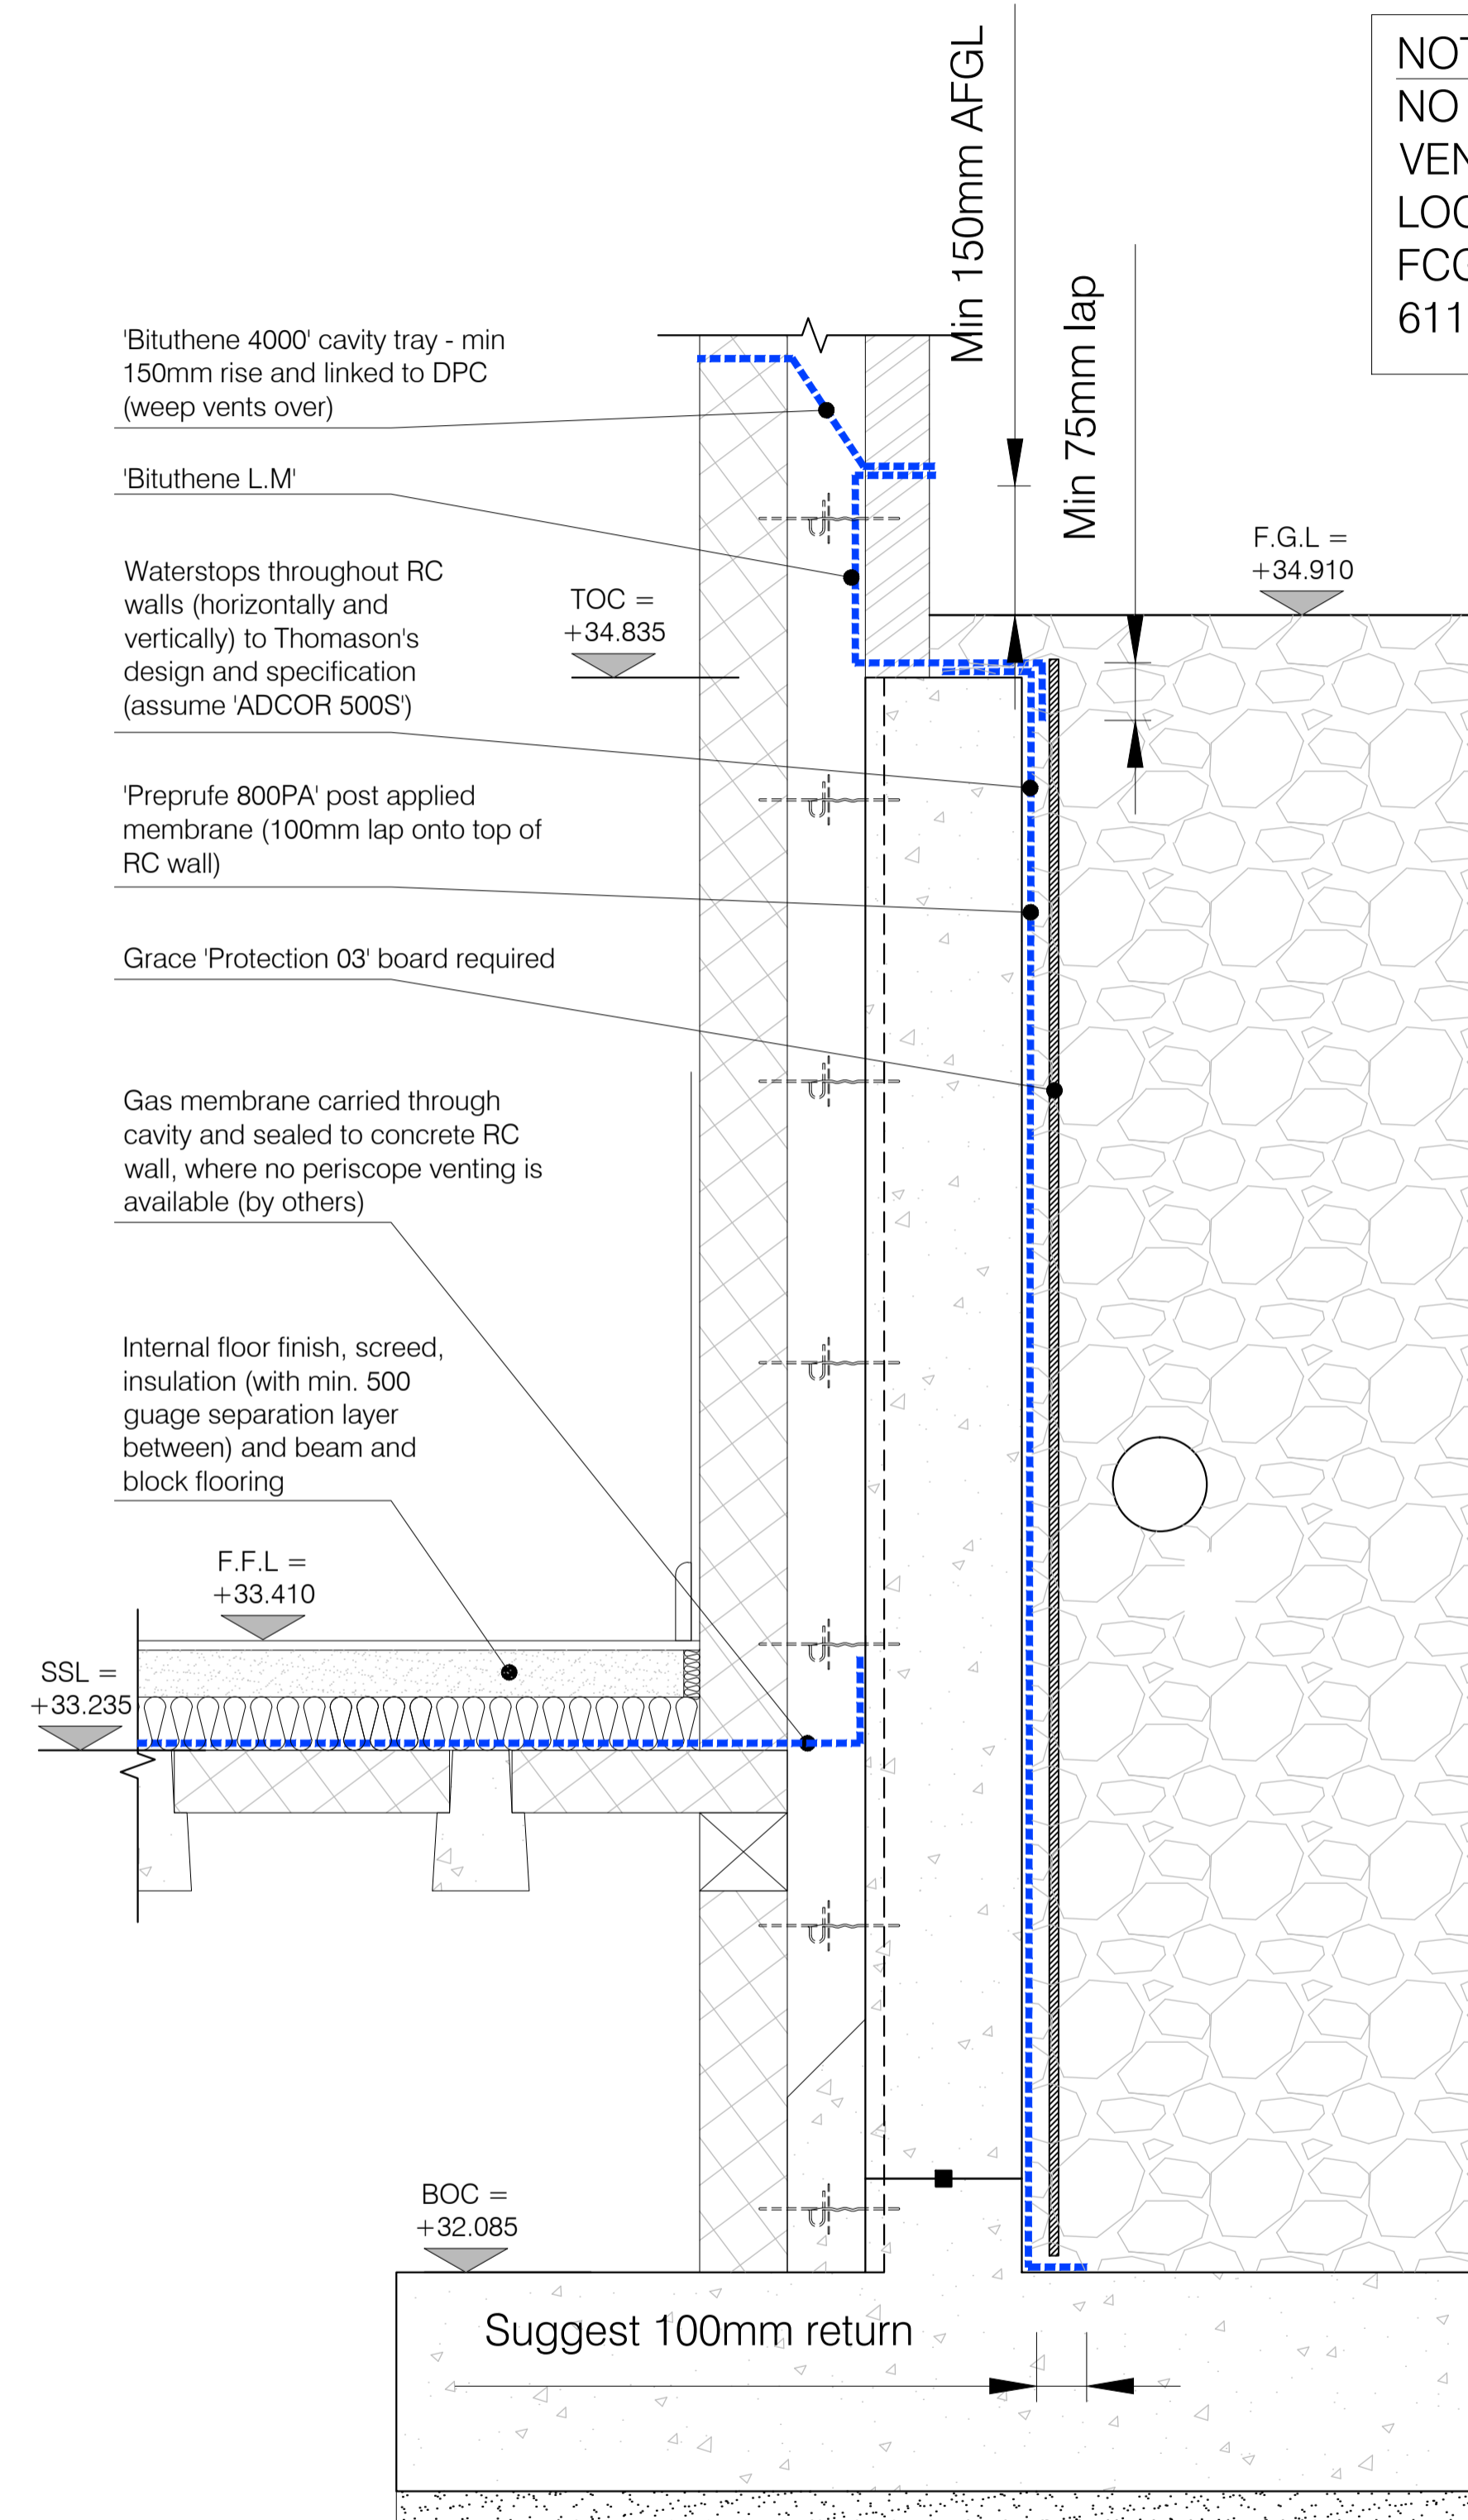 Min 150mm AFGL
Min 75mm lap
'Bituthene 4000' cavity tray - min
150mm rise and linked to DPC
(weep vents over)
'Bituthene L.M'
Waterstops throughout RC
walls (horizontally and
vertically) to Thomason's
design and specification
(assume 'ADCOR 500S')
TOC =
+34.835
F.G.L =
+34.910
'Preprufe 800PA' post applied
membrane (100mm lap onto top of
RC wall)
Grace 'Protection 03' board required
Gas membrane carried through
cavity and sealed to concrete RC
wall, where no periscope venting is
available (by others)
Internal floor finish, screed,
insulation (with min. 500
guage separation layer
between) and beam and
block flooring
F.F.L =
+33.410
SSL =
+33.235
BOC =
+32.085
Suggest 100mm return
NO
611